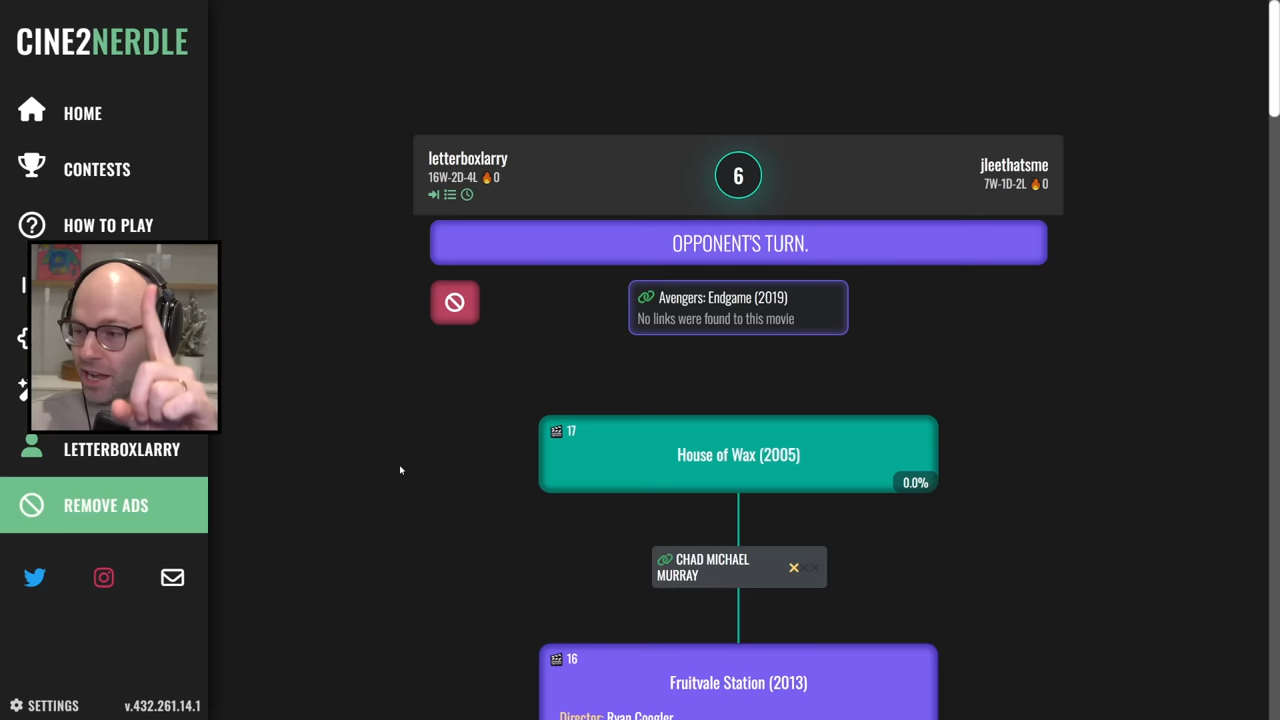 CINE2NERDLE
HOME
CONTESTS
HOW TO PLAY
LETTERBOXLARRY
REMOVE ADS
SETTINGS
v.432.261.14.1
letterboxlarry
16W-2D-4L 🔥0
6
jleethatsme
7W-1D-2L 🔥0
OPPONENT'S TURN.
Avengers: Endgame (2019)
No links were found to this movie
17
House of Wax (2005)
0.0%
CHAD MICHAEL
MURRAY
16
Fruitvale Station (2013)
Director: Ryan Coogler